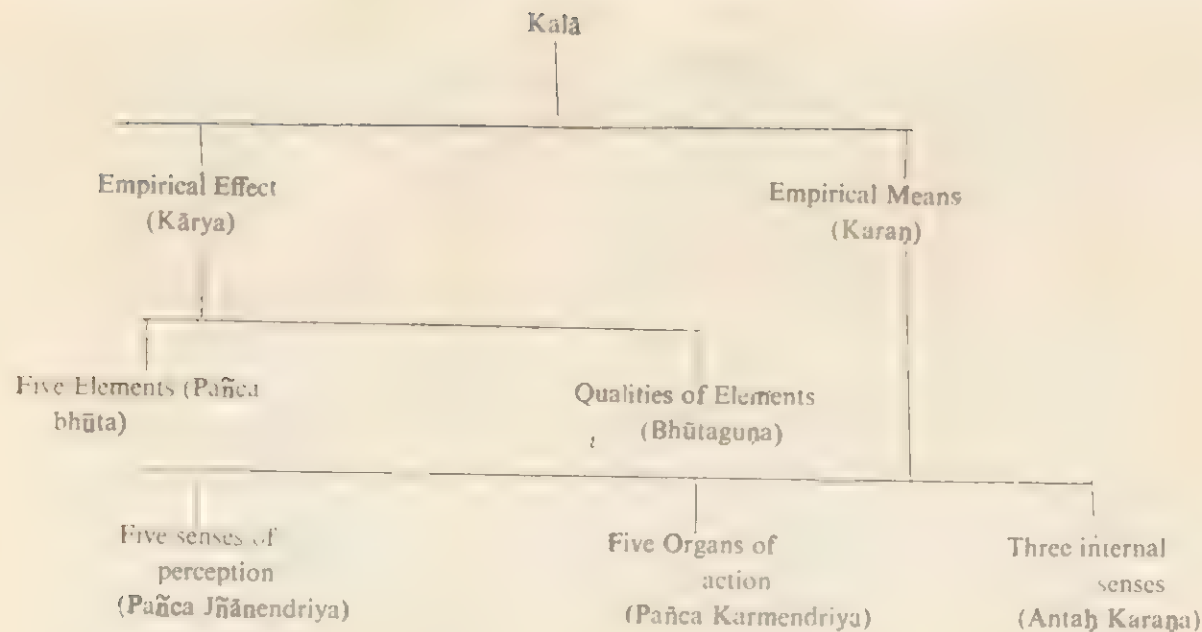 Kalā
Empirical Effect
(Kārya)
Empirical Means
(Karaṇ)
Five Elements (Pañca
bhūta)
Qualities of Elements
(Bhūtaguṇa)
Five senses of
perception
(Pañca Jñānendriya)
Five Organs of
action
(Pañca Karmendriya)
Three internal
senses
(Antaḥ Karaṇa)